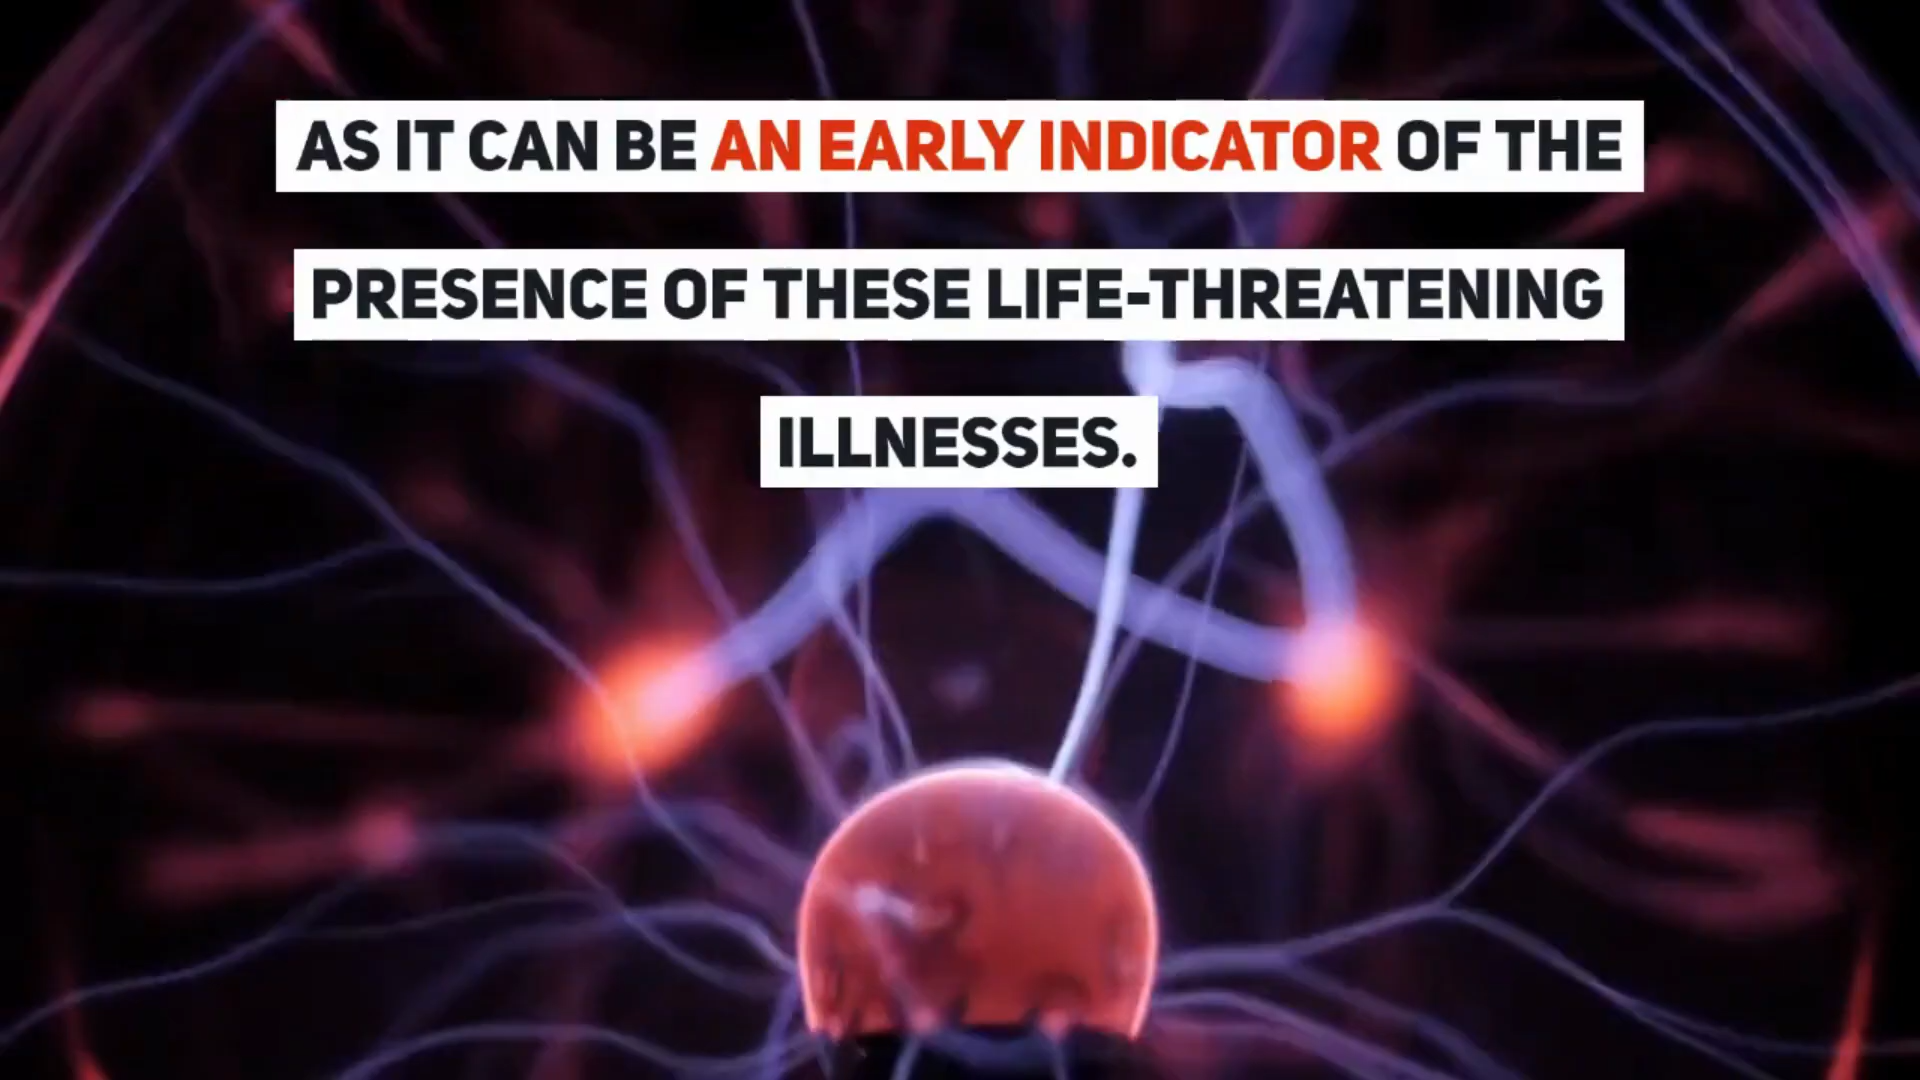 AS IT CAN BE AN EARLY INDICATOR OF THE
PRESENCE OF THESE LIFE-THREATENING
ILLNESSES.